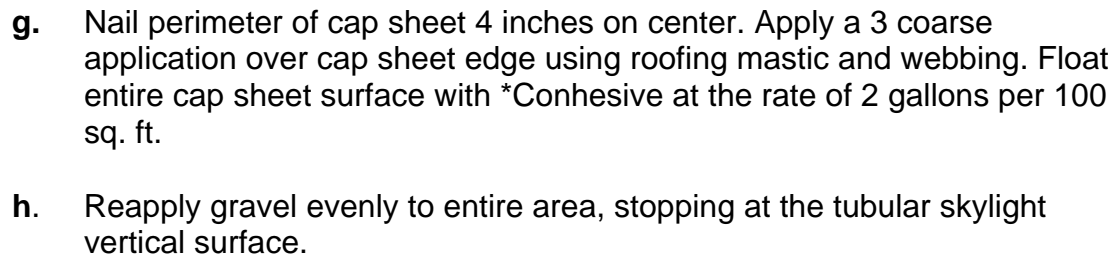 g. Nail perimeter of cap sheet 4 inches on center. Apply a 3 coarse
application over cap sheet edge using roofing mastic and webbing. Float
entire cap sheet surface with *Conhesive at the rate of 2 gallons per 100
sq. ft.
h. Reapply gravel evenly to entire area, stopping at the tubular skylight
vertical surface.